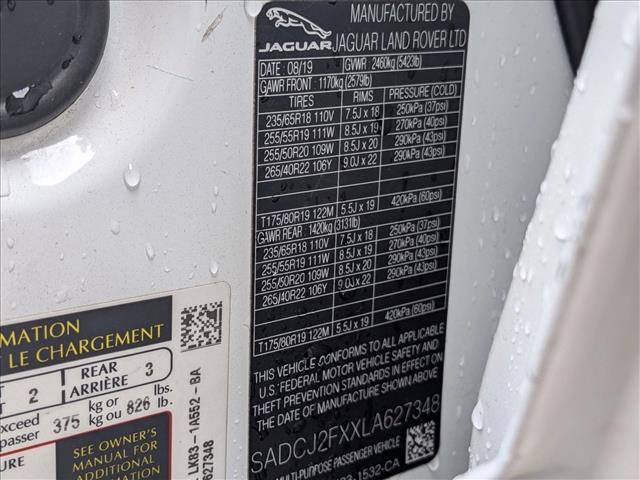 JAGUAR
MANUFACTURED BY
JAGUAR LAND ROVER LTD
DATE : 08/19 GVWR: 2460kg (5423lb)
GAWR FRONT: 1170kg (2579lb)
TIRES RIMS PRESSURE (COLD)
235/65R18 110V 7.5J x 18 250kPa (37psi)
255/55R19 111W 8.5J x 19 270kPa (40psi)
255/50R20 109W 8.5J x 20 290kPa (43psi)
265/40R22 106Y 9.0J x 22 290kPa (43psi)
T175/80R19 122M 5.5J x 19 420kPa (60psi)
GAWR REAR: 1420kg (3131lb)
235/65R18 110V 7.5J x 18 250kPa (37psi)
255/55R19 111W 8.5J x 19 270kPa (40psi)
255/50R20 109W 8.5J x 20 290kPa (43psi)
265/40R22 106Y 9.0J x 22 290kPa (43psi)
T175/80R19 122M 5.5J x 19 420kPa (60psi)
THIS VEHICLE CONFORMS TO ALL APPLICABLE
U.S. FEDERAL MOTOR VEHICLE SAFETY AND
THEFT PREVENTION STANDARDS IN EFFECT ON
THE DATE OF MANUFACTURE SHOWN ABOVE
SADCJ2FXXLA627348
MULTI-PURPOSE PASSENGER VEHICLE
1532-CA
MATION
T LE CHARGEMENT
2 REAR 3
ARRIÈRE
xceed 375 kg or 826 lbs.
passer kg ou lb.
URE
SEE OWNER'S
MANUAL FOR
ADDITIONAL
LK83-1A552-BA
627348